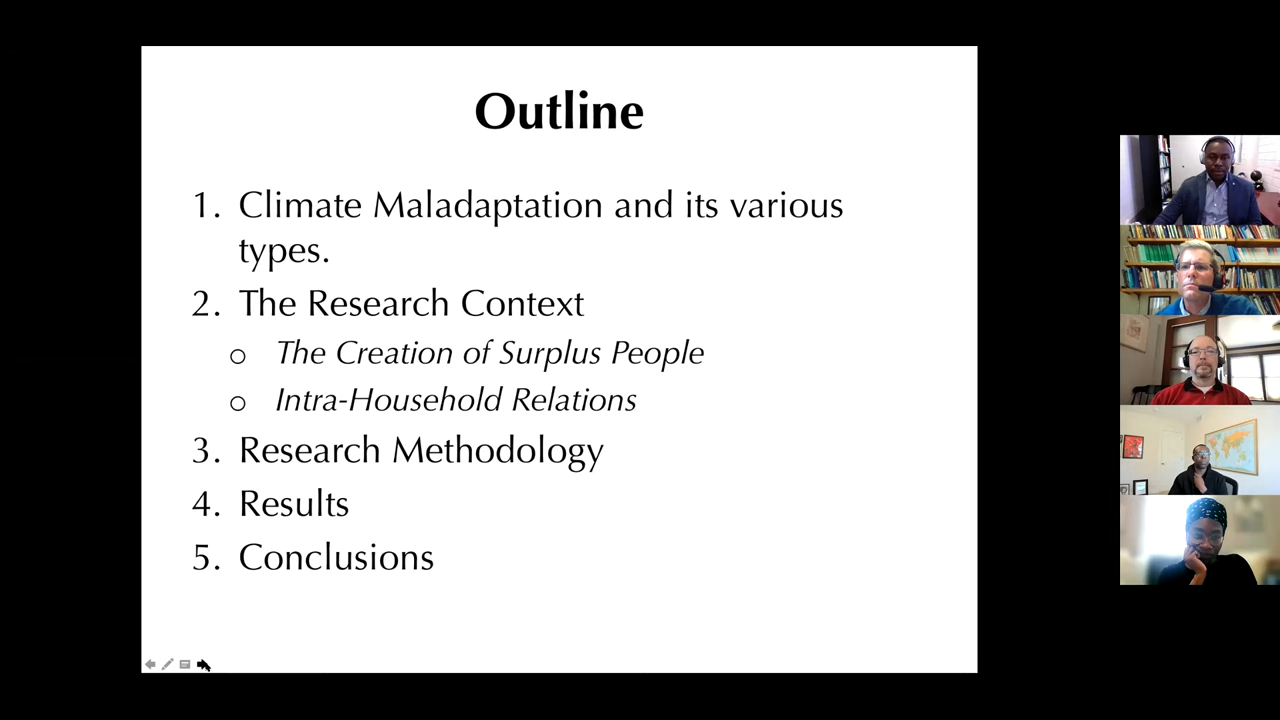 Outline
1. Climate Maladaptation and its various
types.
2. The Research Context
o The Creation of Surplus People
o Intra-Household Relations
3. Research Methodology
4. Results
5. Conclusions